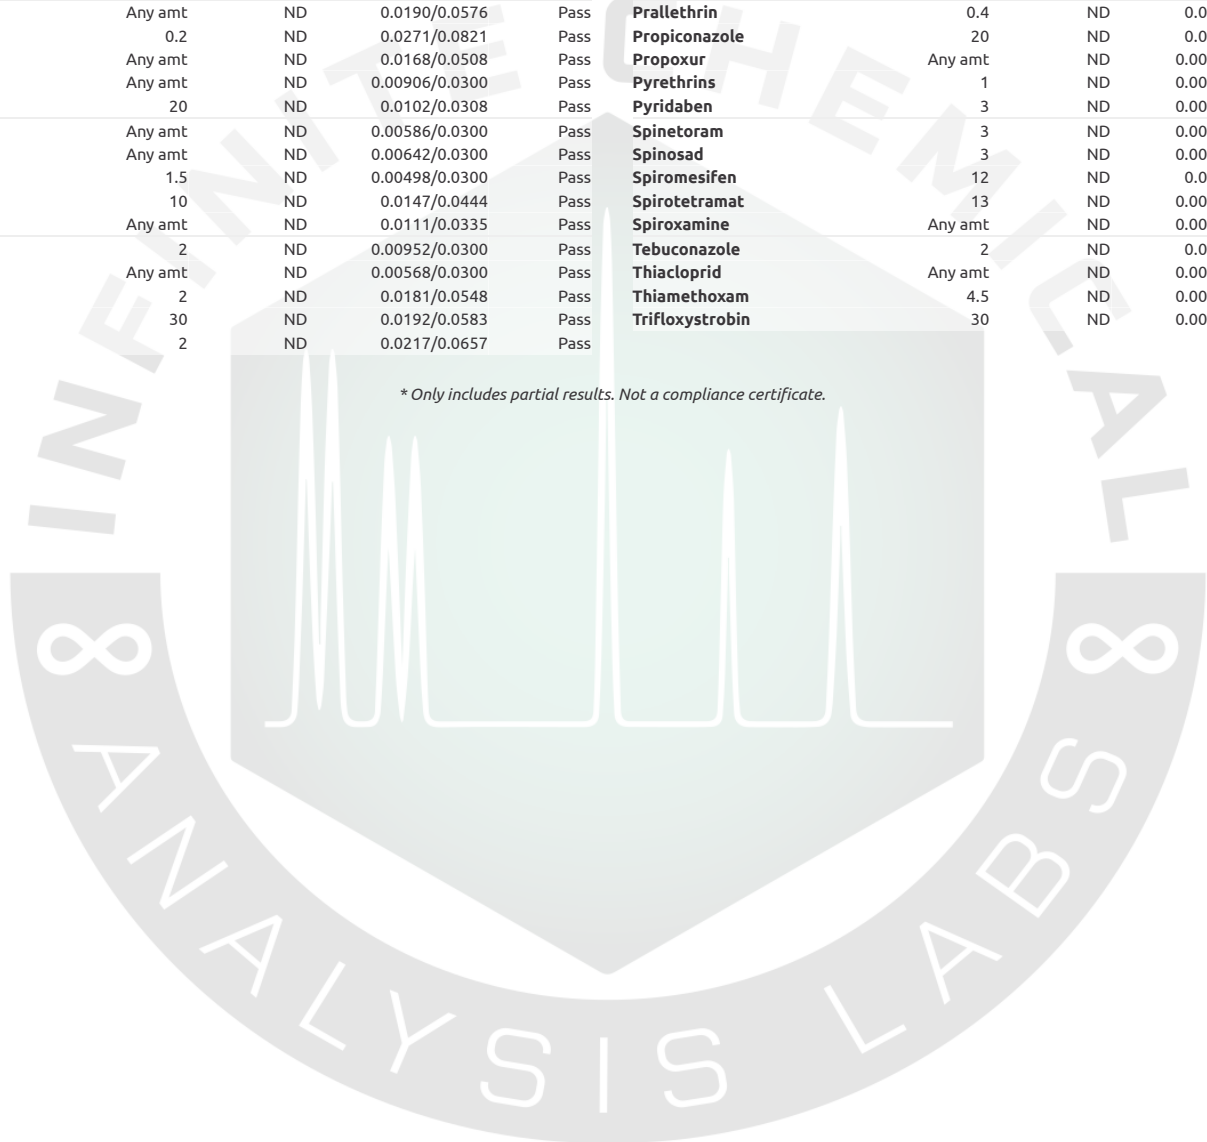 Any amt ND 0.0190/0.0576 Pass Prallethrin 0.4 ND 0.0
0.2 ND 0.0271/0.0821 Pass Propiconazole 20 ND 0.0
Any amt ND 0.0168/0.0508 Pass Propoxur Any amt ND 0.00
Any amt ND 0.00906/0.0300 Pass Pyrethrins 1 ND 0.00
20 ND 0.0102/0.0308 Pass Pyridaben 3 ND 0.00
Any amt ND 0.00586/0.0300 Pass Spinetoram 3 ND 0.00
Any amt ND 0.00642/0.0300 Pass Spinosad 3 ND 0.00
1.5 ND 0.00498/0.0300 Pass Spiromesifen 12 ND 0.0
10 ND 0.0147/0.0444 Pass Spirotetramat 13 ND 0.00
Any amt ND 0.0111/0.0335 Pass Spiroxamine Any amt ND 0.00
2 ND 0.00952/0.0300 Pass Tebuconazole 2 ND 0.0
Any amt ND 0.00568/0.0300 Pass Thiacloprid Any amt ND 0.00
2 ND 0.0181/0.0548 Pass Thiamethoxam 4.5 ND 0.00
30 ND 0.0192/0.0583 Pass Trifloxystrobin 30 ND 0.00
2 ND 0.0217/0.0657 Pass
* Only includes partial results. Not a compliance certificate.
INFINITE CHEMICAL
∞ ANALYSIS LABS ∞